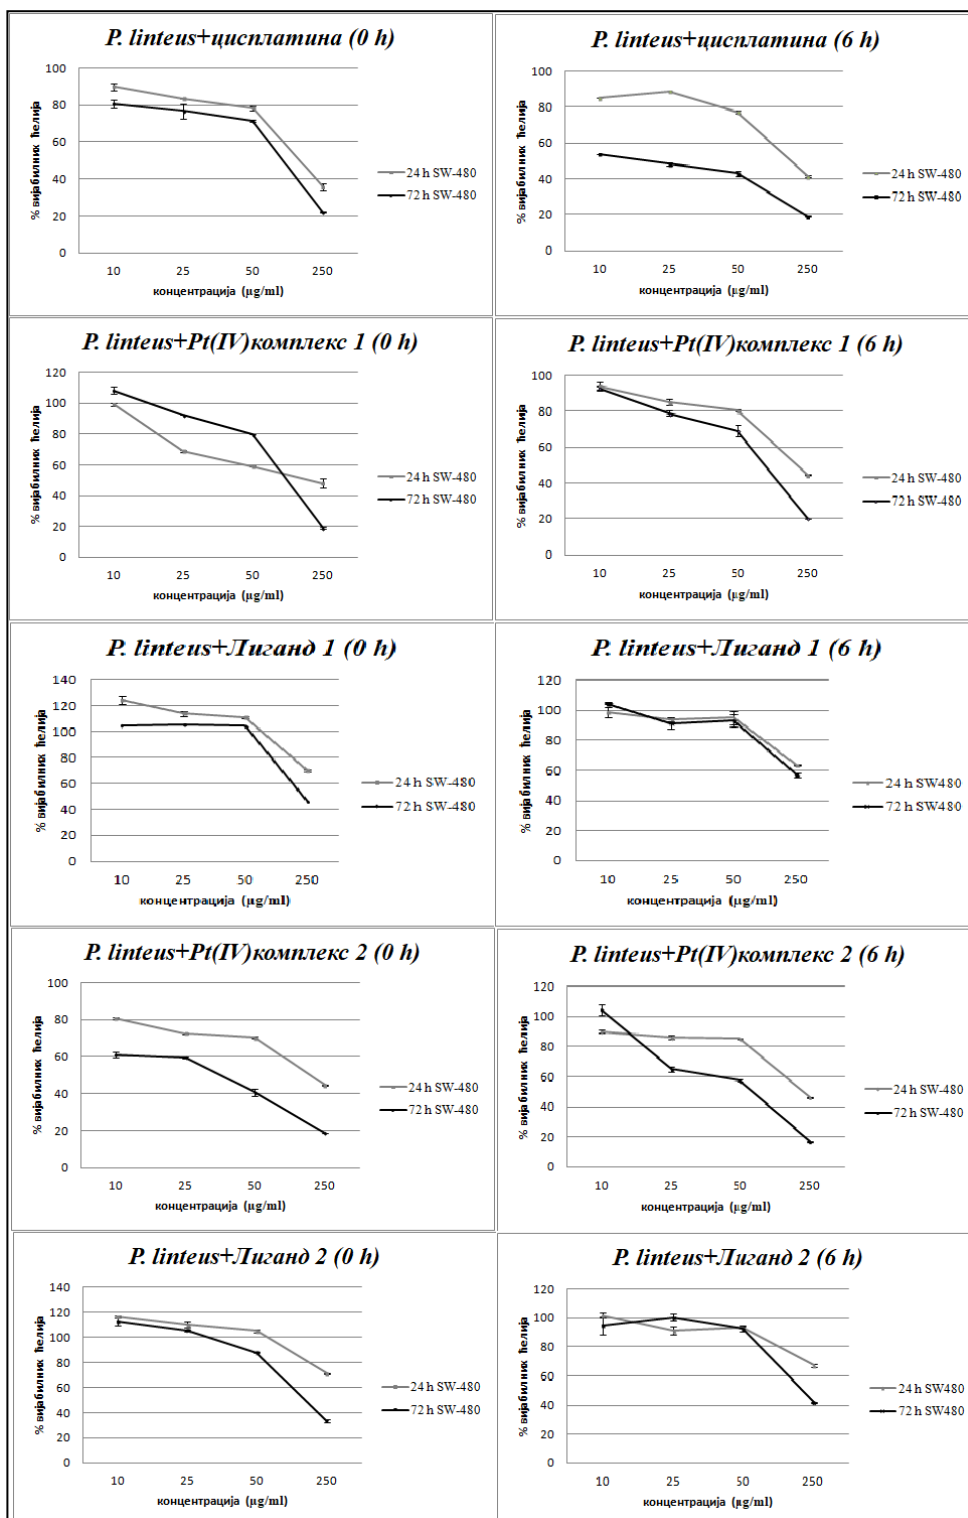 P. linteus+цисплатина (0 h)
100
80
60
40
20
0
% вијабилних ћелија
10 25 50 250
концентрација (µg/ml)
24 h SW-480
72 h SW-480
P. linteus+цисплатина (6 h)
100
80
60
40
20
0
% вијабилних ћелија
10 25 50 250
концентрација (µg/ml)
24 h SW-480
72 h SW-480
P. linteus+Pt(IV)комплекс 1 (0 h)
120
100
80
60
40
20
0
% вијабилних ћелија
10 25 50 250
концентрација (µg/ml)
24 h SW-480
72 h SW-480
P. linteus+Pt(IV)комплекс 1 (6 h)
100
80
60
40
20
0
% вијабилних ћелија
10 25 50 250
концентрација (µg/ml)
24 h SW-480
72 h SW-480
P. linteus+Лиганд 1 (0 h)
140
120
100
80
60
40
20
0
% вијабилних ћелија
10 25 50 250
концентрација (µg/ml)
24 h SW-480
72 h SW-480
P. linteus+Лиганд 1 (6 h)
120
100
80
60
40
20
0
% вијабилних ћелија
10 25 50 250
концентрација (µg/ml)
24 h SW480
72 h SW480
P. linteus+Pt(IV)комплекс 2 (0 h)
100
80
60
40
20
0
% вијабилних ћелија
10 25 50 250
концентрација (µg/ml)
24 h SW-480
72 h SW-480
P. linteus+Pt(IV)комплекс 2 (6 h)
120
100
80
60
40
20
0
% вијабилних ћелија
10 25 50 250
концентрација (µg/ml)
24 h SW-480
72 h SW-480
P. linteus+Лиганд 2 (0 h)
140
120
100
80
60
40
20
0
% вијабилних ћелија
10 25 50 250
концентрација (µg/ml)
24 h SW-480
72 h SW-480
P. linteus+Лиганд 2 (6 h)
120
100
80
60
40
20
0
% вијабилних ћелија
10 25 50 250
концентрација (µg/ml)
24 h SW480
72 h SW480